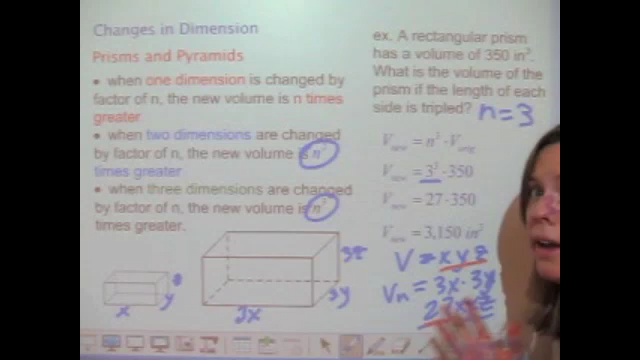 Changes in Dimension
Prisms and Pyramids
• when one dimension is changed by
factor of n, the new volume is n times
greater
• when two dimensions are changed
by factor of n, the new volume is n²
times greater
• when three dimensions are changed
by factor of n, the new volume is n³
times greater.
x
y
3x
3y
3z
ex. A rectangular prism
has a volume of 350 in³.
What is the volume of the
prism if the length of each
side is tripled? n=3
V = n³ · V
V = 3³ · 350
V = 27 · 350
V = 3,150 in³
V = xyz
Vn = 3x · 3y
27xyz